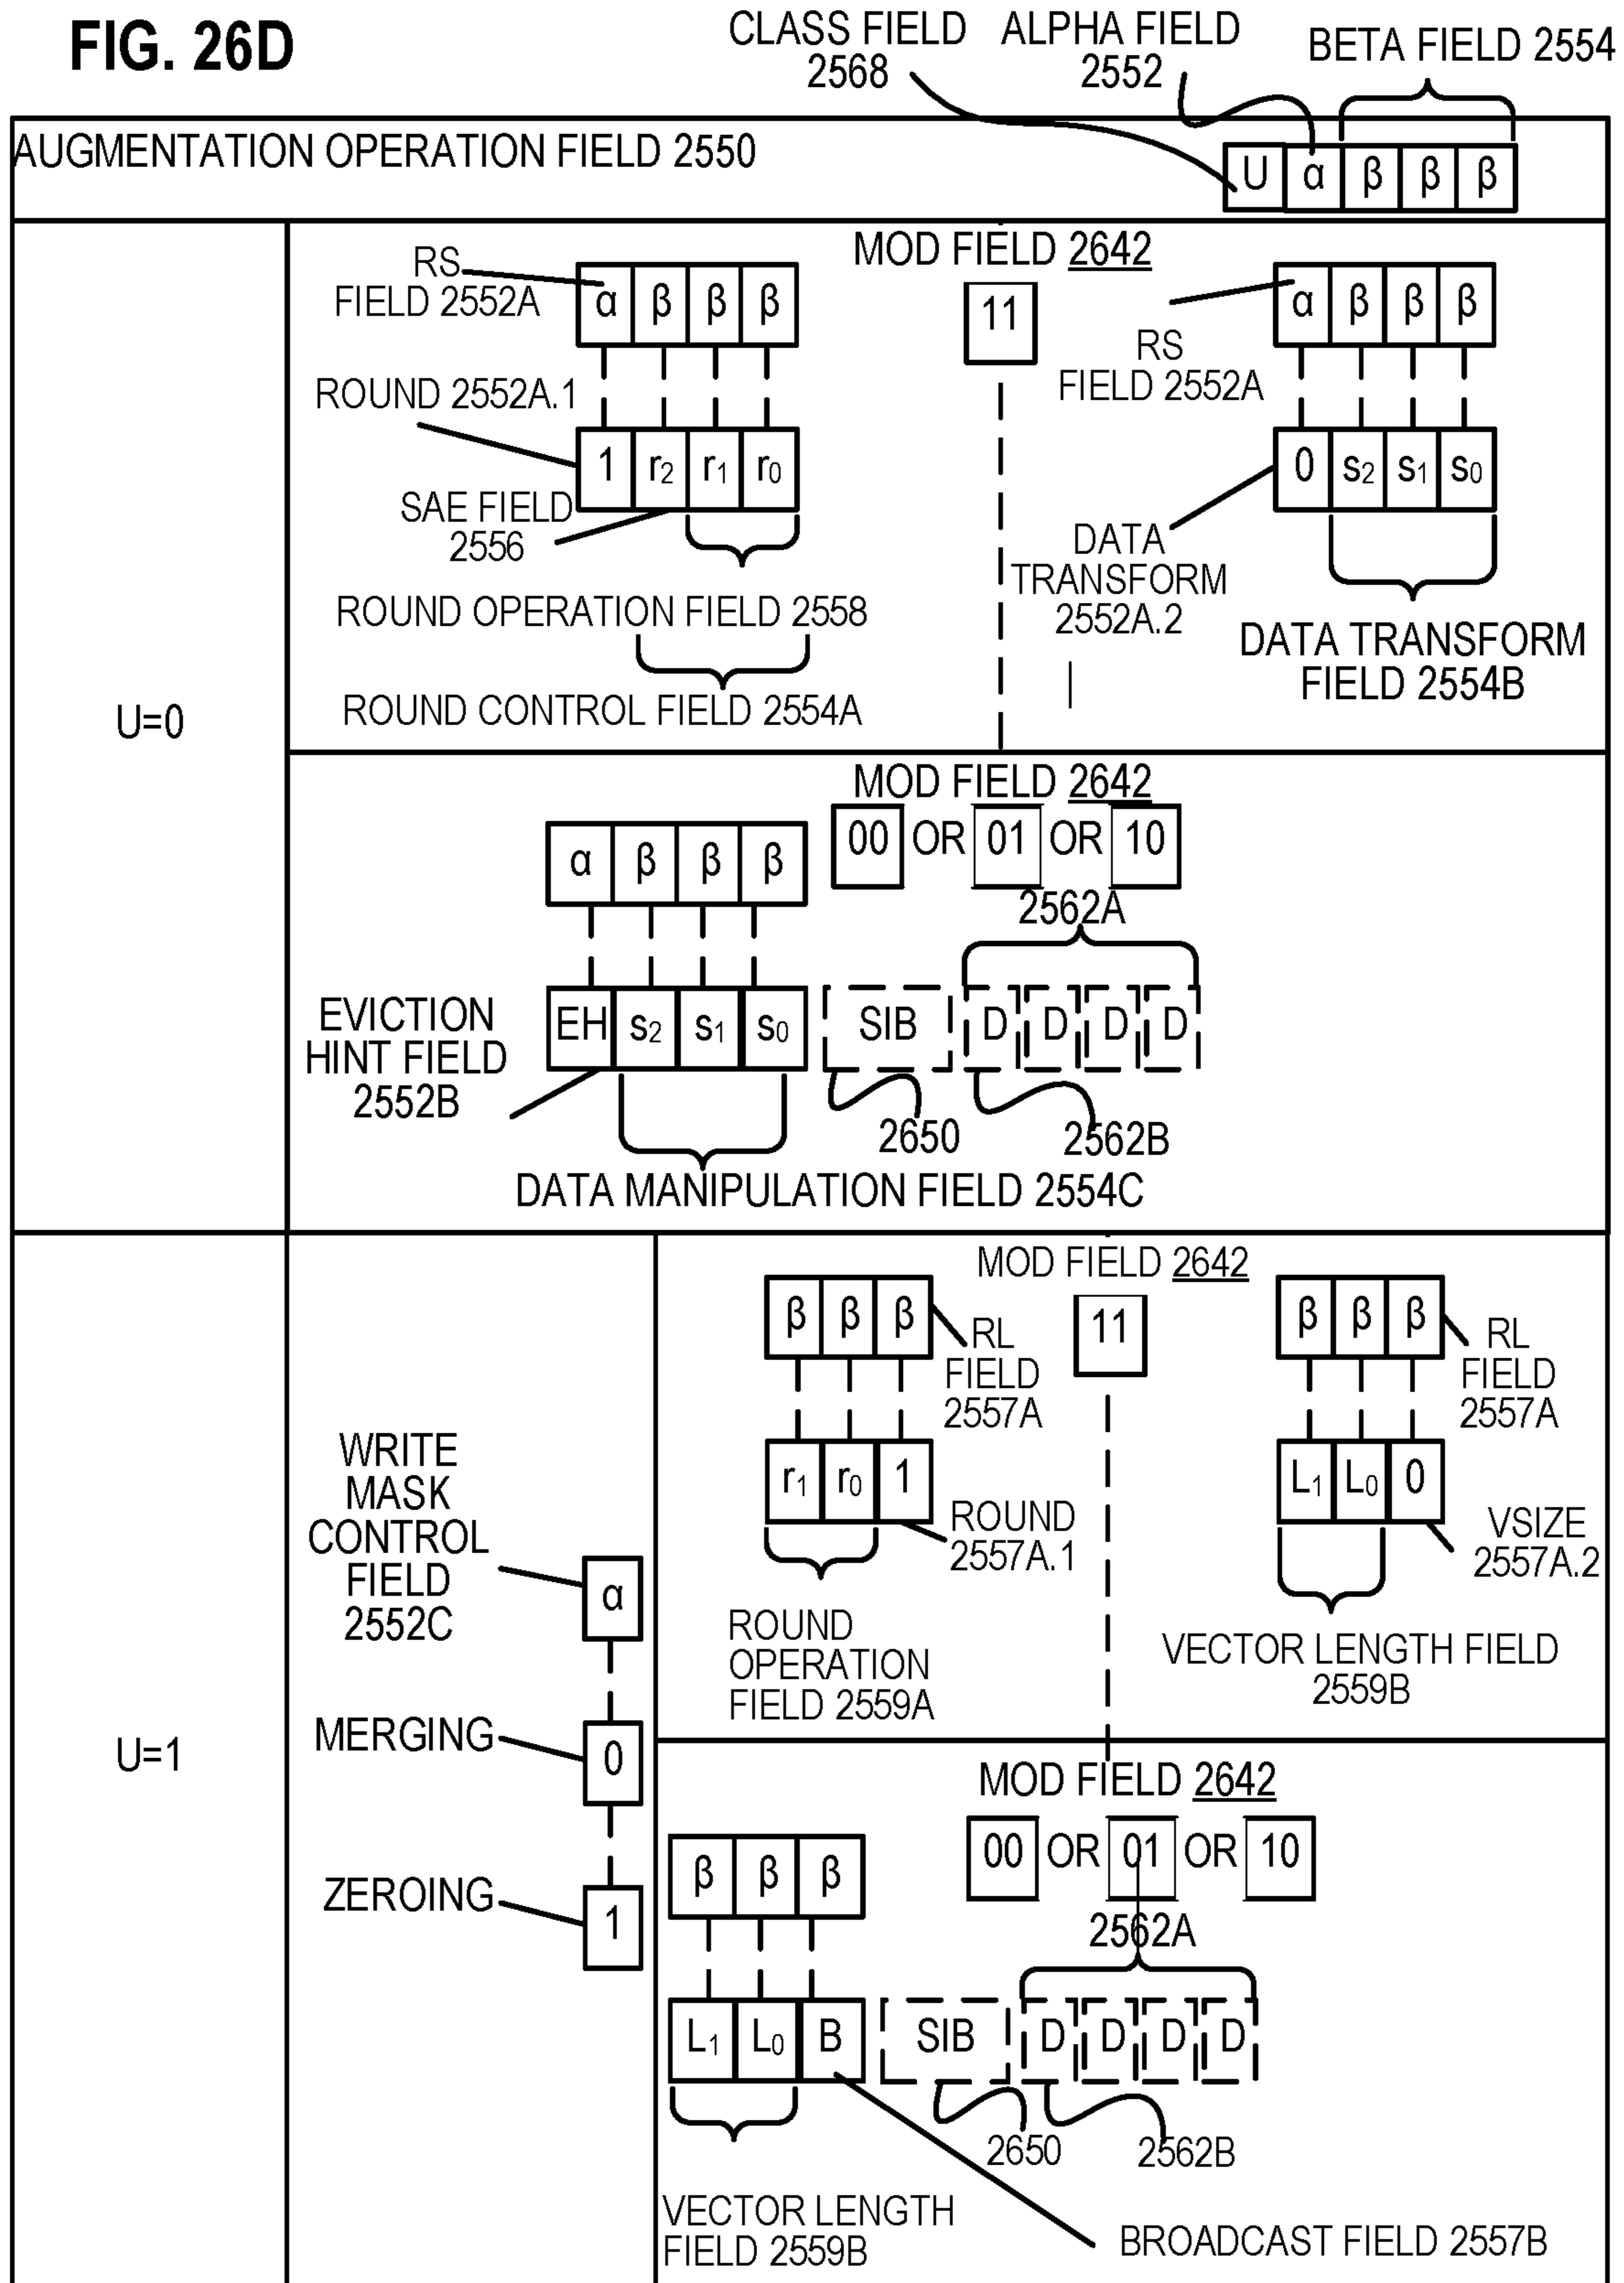 FIG. 26D
CLASS FIELD
2568
ALPHA FIELD
2552
BETA FIELD 2554
AUGMENTATION OPERATION FIELD 2550
U α β β β
U=0
MOD FIELD 2642
11
RS
FIELD 2552A
α β β β
ROUND 2552A.1
1 r2 r1 r0
SAE FIELD
2556
ROUND OPERATION FIELD 2558
ROUND CONTROL FIELD 2554A
α β β β
RS
FIELD 2552A
0 s2 s1 s0
DATA
TRANSFORM
2552A.2
DATA TRANSFORM
FIELD 2554B
MOD FIELD 2642
00 OR 01 OR 10
α β β β
2562A
EVICTION
HINT FIELD
2552B
EH s2 s1 s0 SIB D D D D
2650
2562B
DATA MANIPULATION FIELD 2554C
U=1
WRITE
MASK
CONTROL
FIELD
2552C
α
MERGING
0
ZEROING
1
MOD FIELD 2642
11
β β β
RL
FIELD
2557A
r1 r0 1
ROUND
2557A.1
ROUND
OPERATION
FIELD 2559A
β β β
RL
FIELD
2557A
L1 L0 0
VSIZE
2557A.2
VECTOR LENGTH FIELD
2559B
MOD FIELD 2642
00 OR 01 OR 10
β β β
2562A
L1 L0 B SIB D D D D
2650
2562B
VECTOR LENGTH
FIELD 2559B
BROADCAST FIELD 2557B